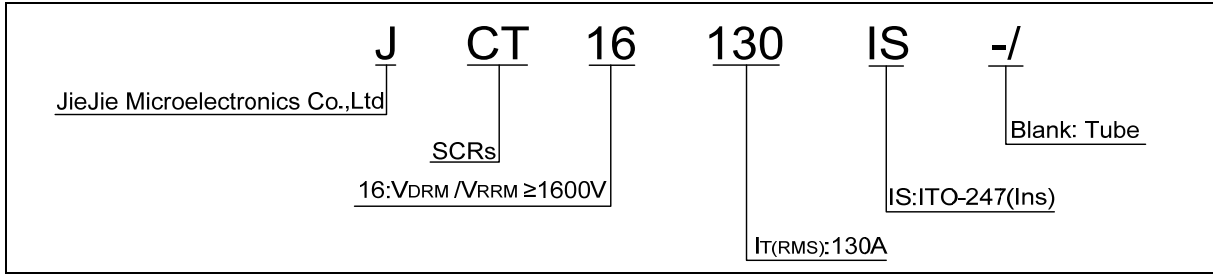 J CT 16 130 IS -/
JieJie Microelectronics Co.,Ltd
Blank: Tube
SCRs
16:VDRM /VRRM ≥1600V
IS:ITO-247(Ins)
IT(RMS):130A